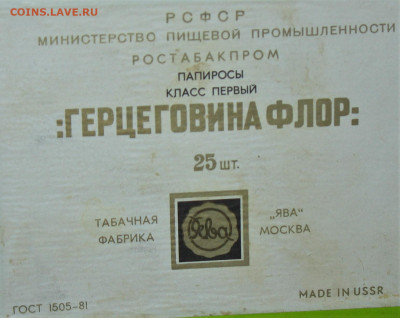 COINS.LAVE.RU
РСФСР
МИНИСТЕРСТВО ПИЩЕВОЙ ПРОМЫШЛЕННОСТИ
РОСТАБАКПРОМ
ПАПИРОСЫ
КЛАСС ПЕРВЫЙ
:ГЕРЦЕГОВИНА ФЛОР:
25 шт.
ТАБАЧНАЯ ФАБРИКА
Ява
"ЯВА" МОСКВА
ГОСТ 1505-81
MADE IN USSR